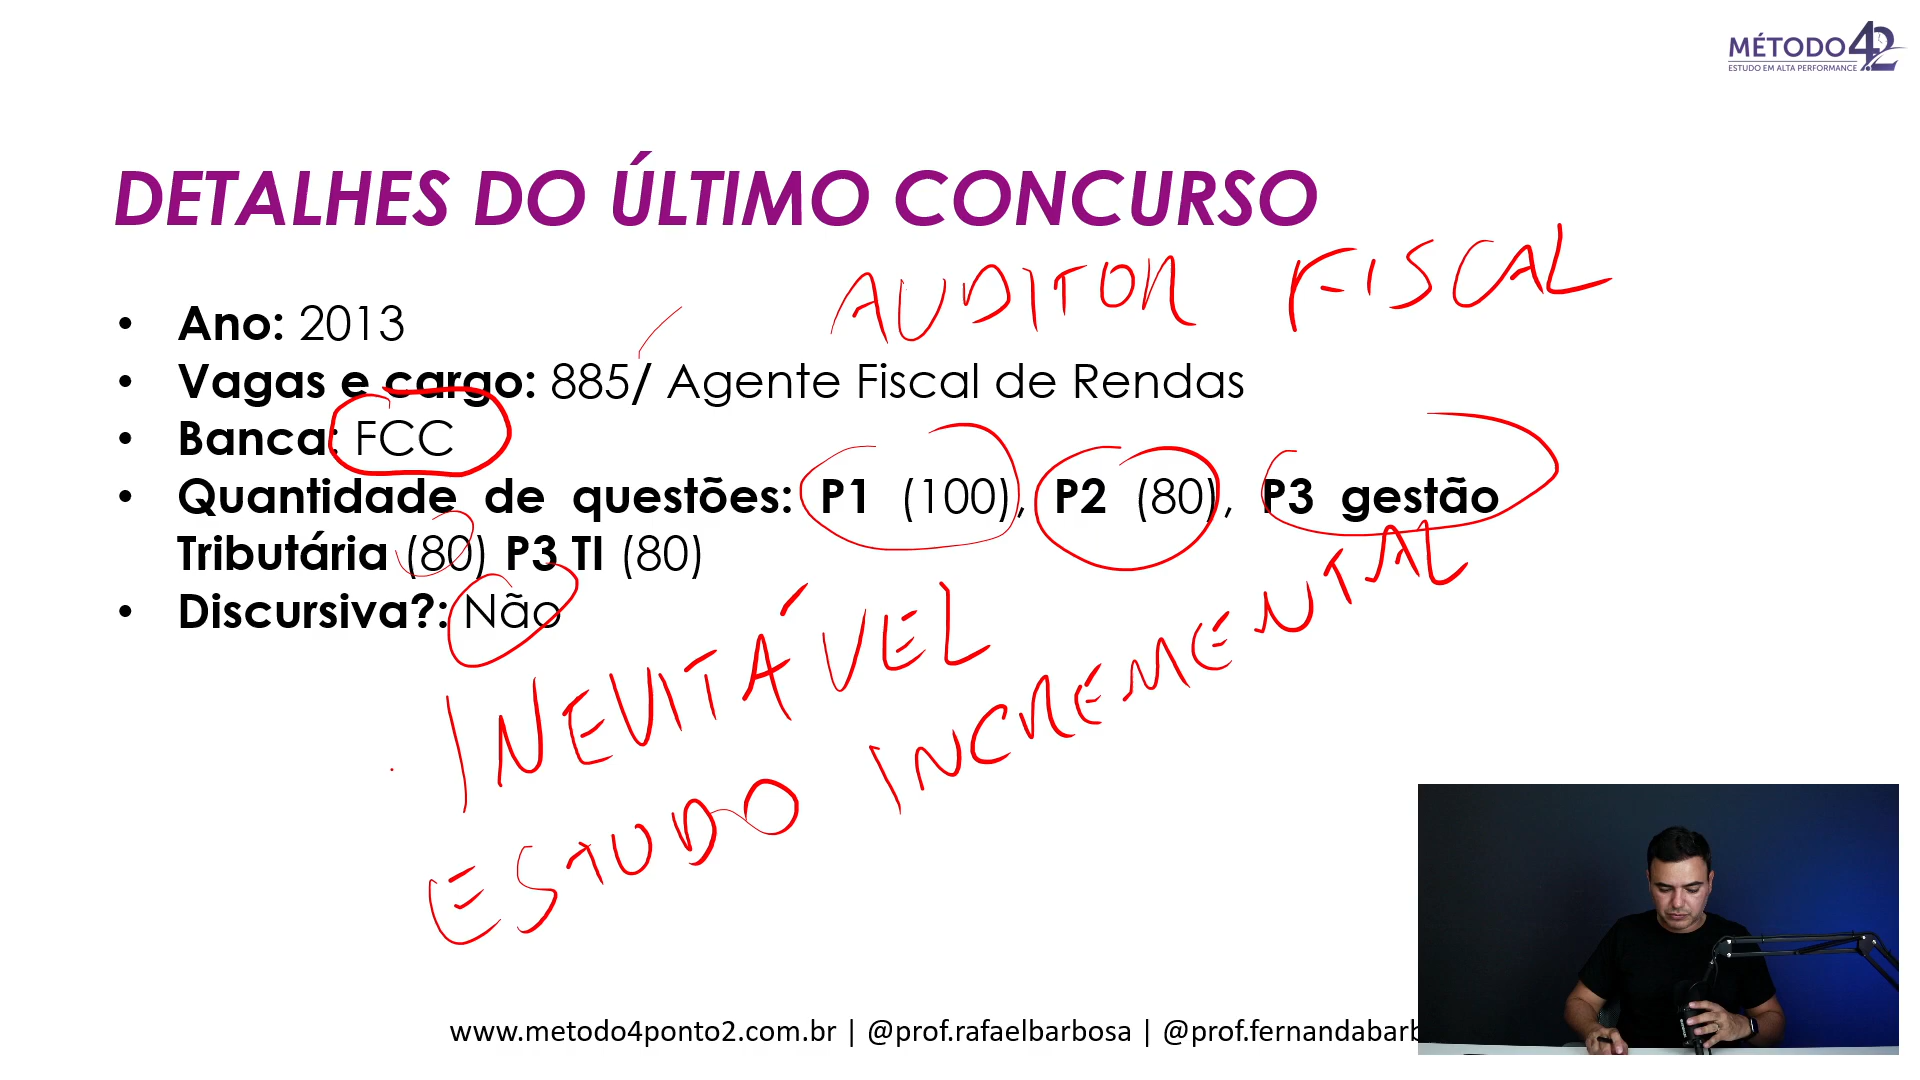 MÉTODO 4.2
ESTUDO EM ALTA PERFORMANCE
DETALHES DO ÚLTIMO CONCURSO
AUDITOR FISCAL
• Ano: 2013
• Vagas e cargo: 885/ Agente Fiscal de Rendas
• Banca: FCC
• Quantidade de questões: P1 (100), P2 (80), P3 gestão
Tributária (80) P3 TI (80)
• Discursiva?: Não
INEVITÁVEL
ESTUDO INCREMENTAL
www.metodo4ponto2.com.br | @prof.rafaelbarbosa | @prof.fernandabarb